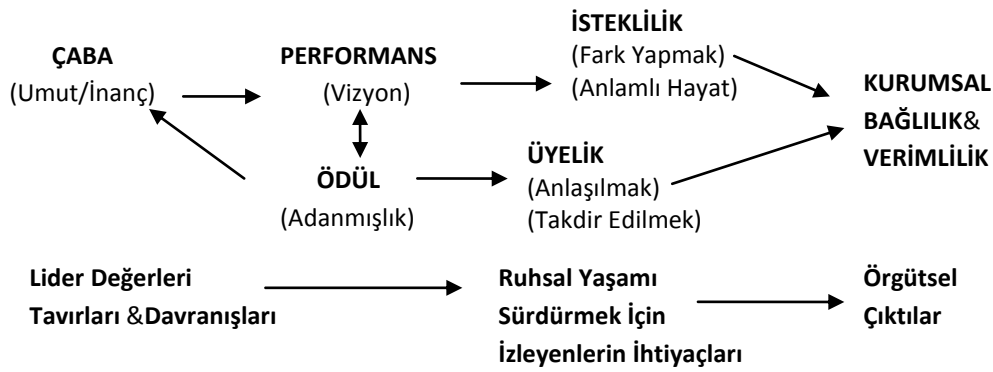 ÇABA
(Umut/İnanç)
PERFORMANS
(Vizyon)
ÖDÜL
(Adanmışlık)
İSTEKLİLİK
(Fark Yapmak)
(Anlamlı Hayat)
ÜYELİK
(Anlaşılmak)
(Takdir Edilmek)
KURUMSAL
BAĞLILIK&
VERİMLİLİK
Lider Değerleri
Tavırları &Davranışları
Ruhsal Yaşamı
Sürdürmek İçin
İzleyenlerin İhtiyaçları
Örgütsel
Çıktılar